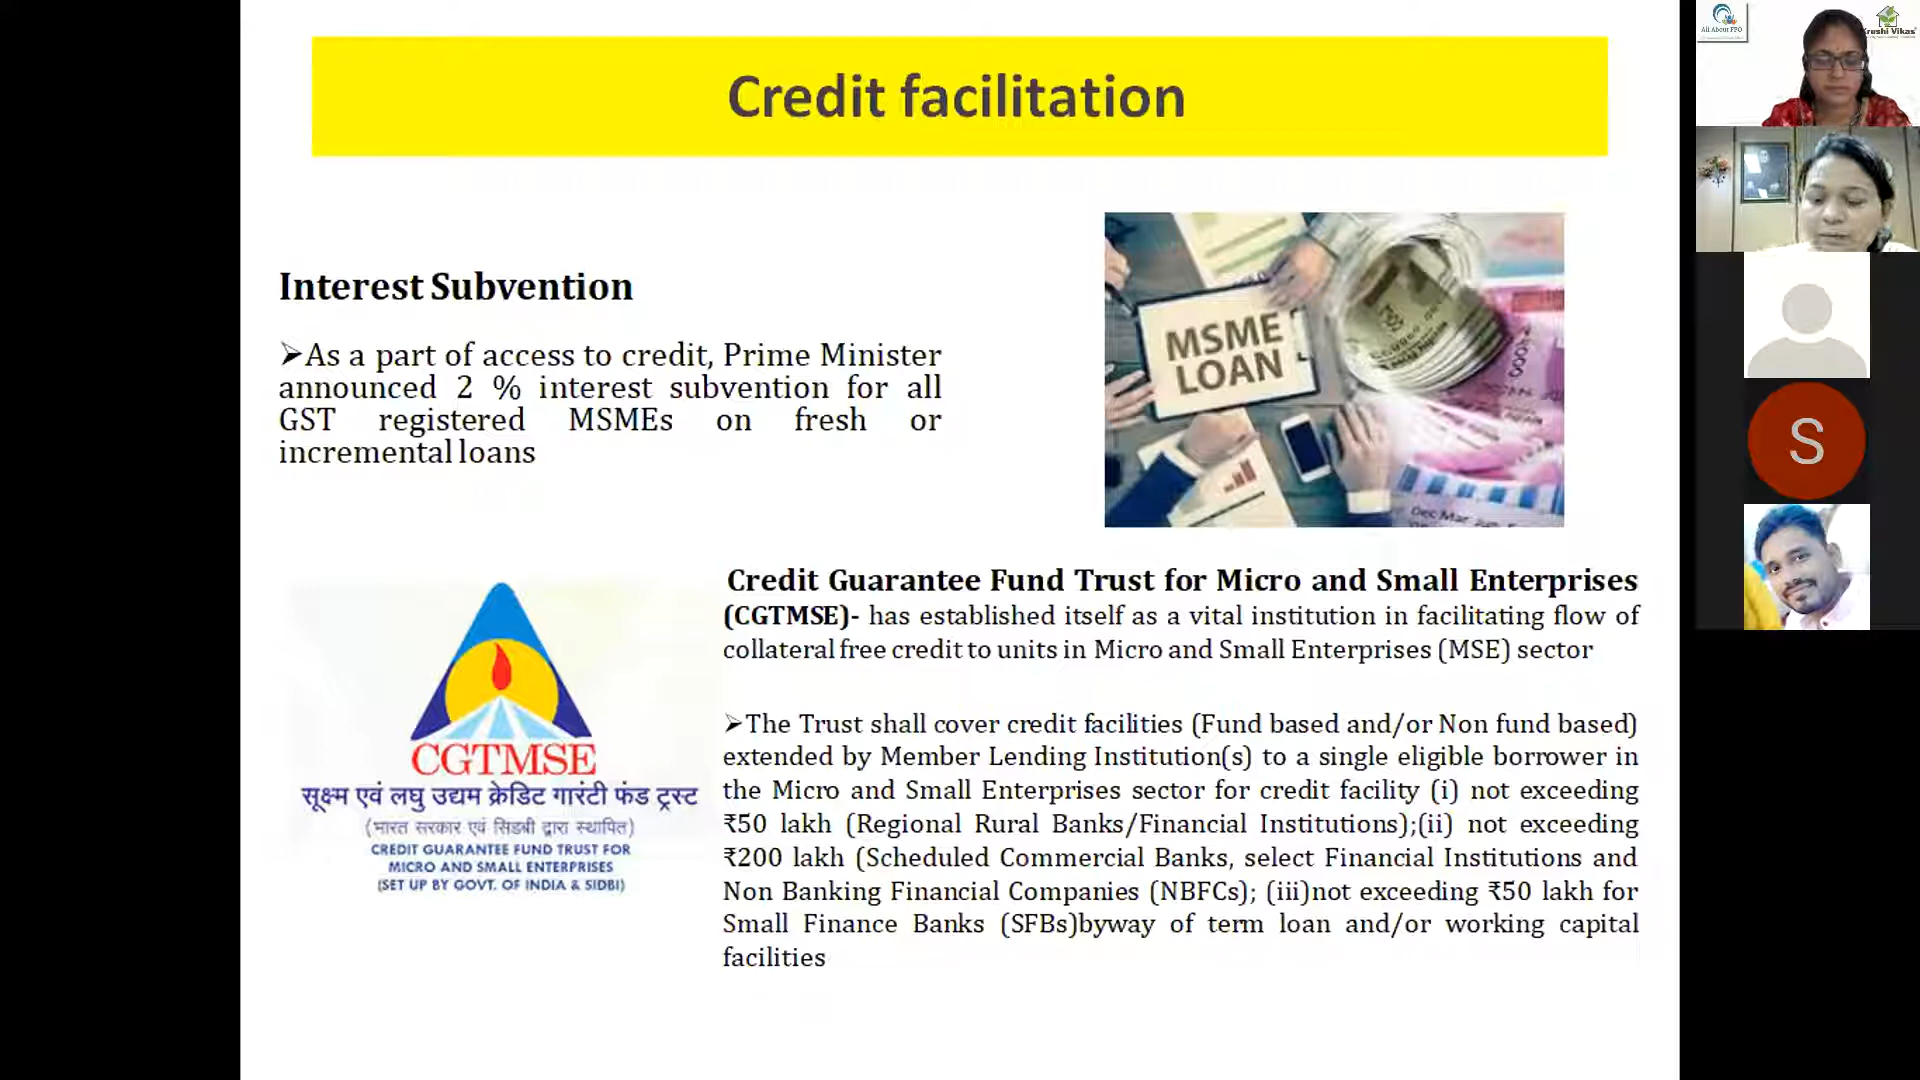 Credit facilitation
Interest Subvention
➢As a part of access to credit, Prime Minister
announced 2 % interest subvention for all
GST registered MSMEs on fresh or
incremental loans
MSME
LOAN
Credit Guarantee Fund Trust for Micro and Small Enterprises
(CGTMSE)- has established itself as a vital institution in facilitating flow of
collateral free credit to units in Micro and Small Enterprises (MSE) sector
➢The Trust shall cover credit facilities (Fund based and/or Non fund based)
extended by Member Lending Institution(s) to a single eligible borrower in
the Micro and Small Enterprises sector for credit facility (i) not exceeding
₹50 lakh (Regional Rural Banks/Financial Institutions);(ii) not exceeding
₹200 lakh (Scheduled Commercial Banks, select Financial Institutions and
Non Banking Financial Companies (NBFCs); (iii)not exceeding ₹50 lakh for
Small Finance Banks (SFBs)byway of term loan and/or working capital
facilities
CGTMSE
सूक्ष्म एवं लघु उद्यम क्रेडिट गारंटी फंड ट्रस्ट
(भारत सरकार एवं सिडबी द्वारा स्थापित)
CREDIT GUARANTEE FUND TRUST FOR
MICRO AND SMALL ENTERPRISES
(SET UP BY GOVT. OF INDIA & SIDBI)
All About FPO
Krushi Vikas
S